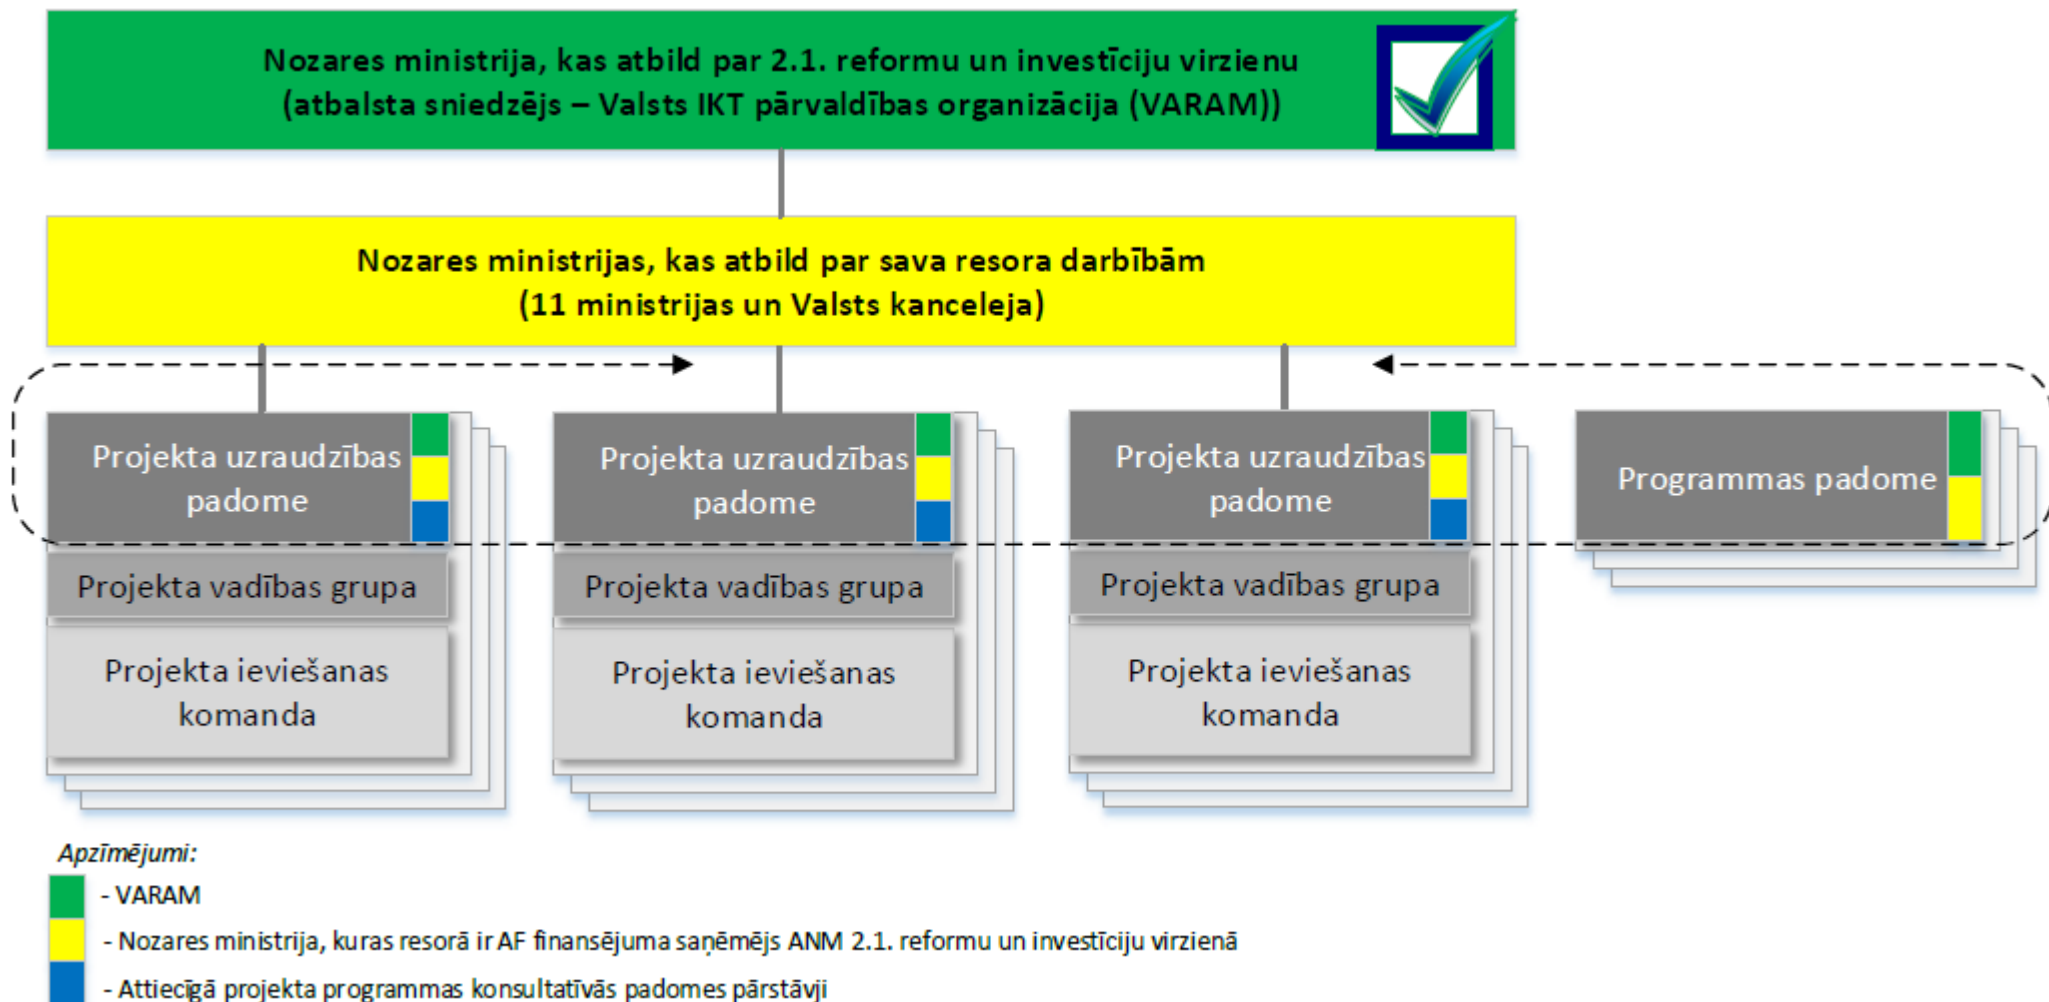 Nozares ministrija, kas atbild par 2.1. reformu un investīciju virzienu
(atbalsta sniedzējs – Valsts IKT pārvaldības organizācija (VARAM))
Nozares ministrijas, kas atbild par sava resora darbībām
(11 ministrijas un Valsts kanceleja)
Projekta uzraudzības
padome
Projekta vadības grupa
Projekta ieviešanas
komanda
Projekta uzraudzības
padome
Projekta vadības grupa
Projekta ieviešanas
komanda
Projekta uzraudzības
padome
Projekta vadības grupa
Projekta ieviešanas
komanda
Programmas padome
Apzīmējumi:
- VARAM
- Nozares ministrija, kuras resorā ir AF finansējuma saņēmējs ANM 2.1. reformu un investīciju virzienā
- Attiecīgā projekta programmas konsultatīvās padomes pārstāvji